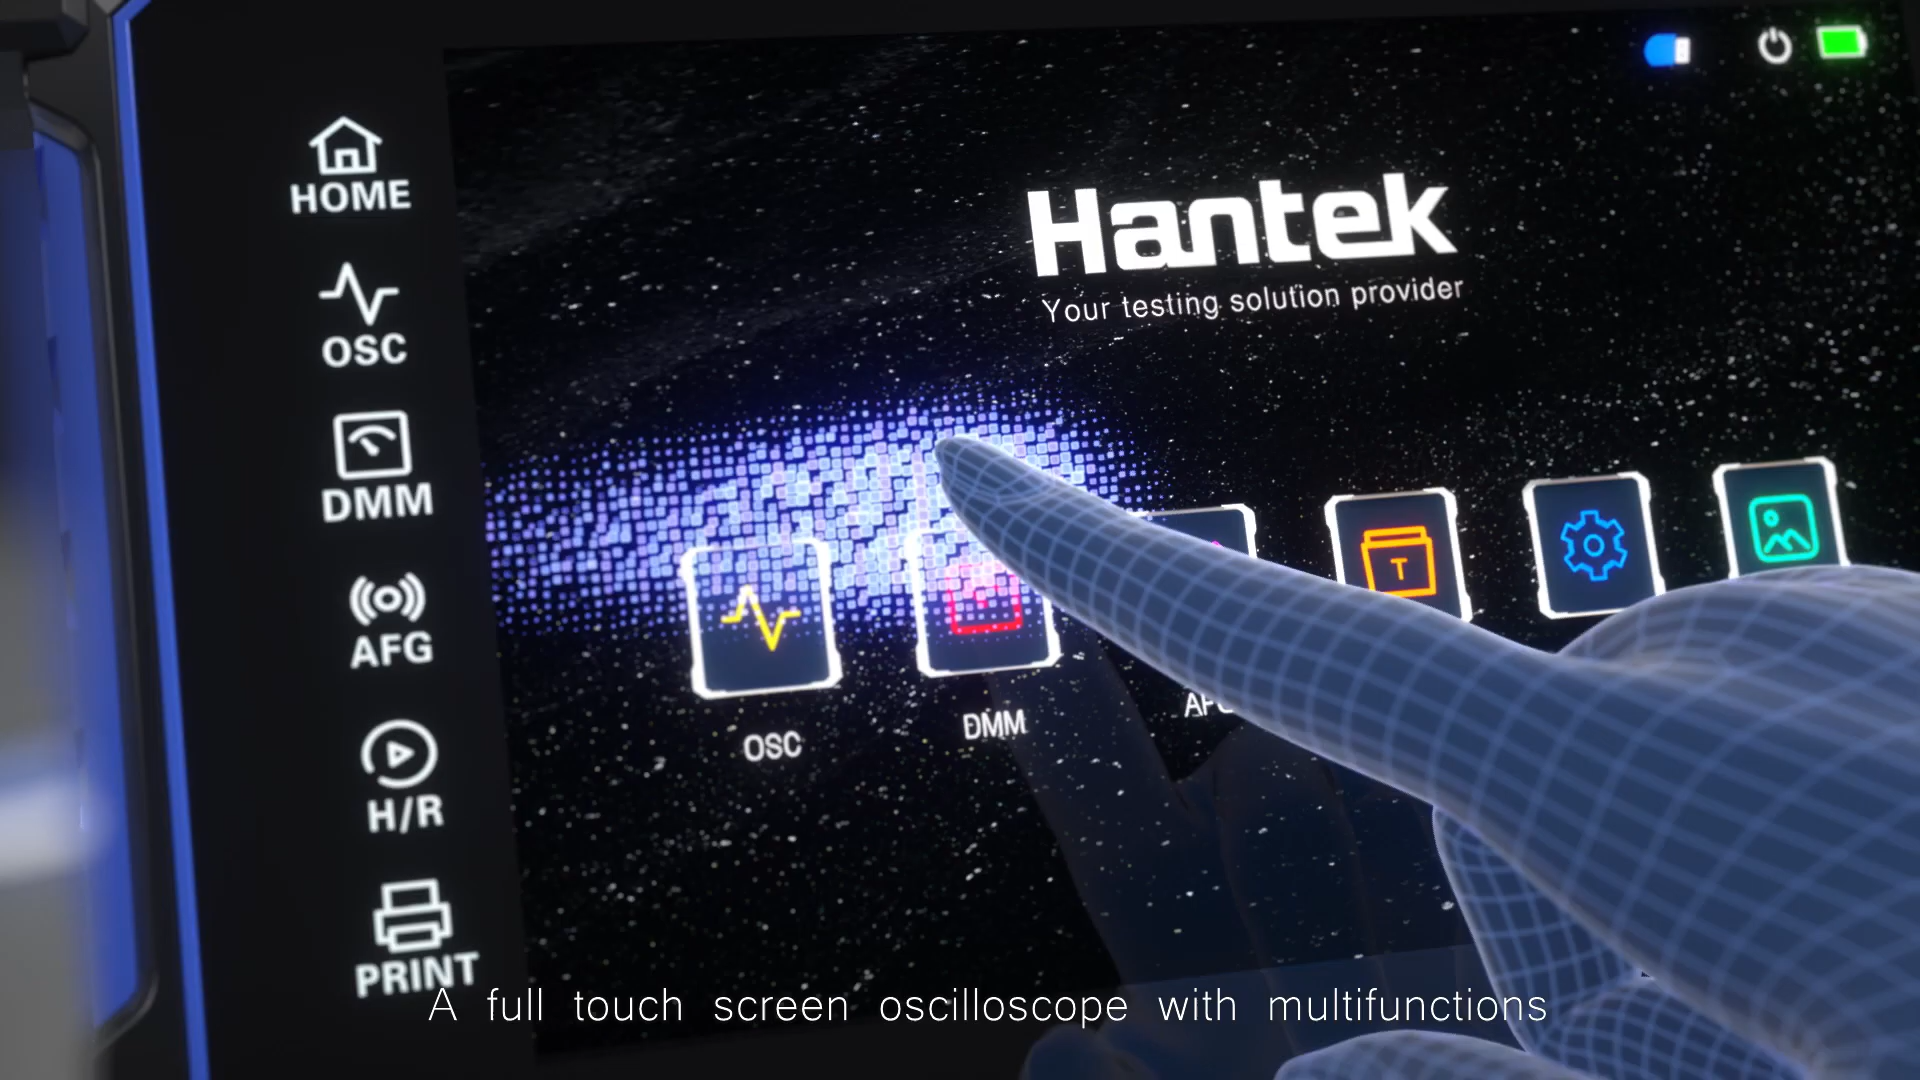 HOME
OSC
DMM
AFG
H/R
PRINT
Hantek
Your testing solution provider
T
OSC
DMM
A full touch screen oscilloscope with multifunctions